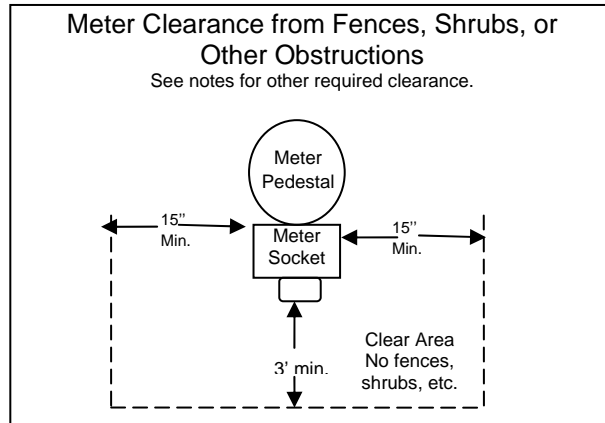 Meter Clearance from Fences, Shrubs, or
Other Obstructions
See notes for other required clearance.
Meter
Pedestal
15’’
Min.
Meter
Socket
15’’
Min.
3’ min.
Clear Area
No fences,
shrubs, etc.